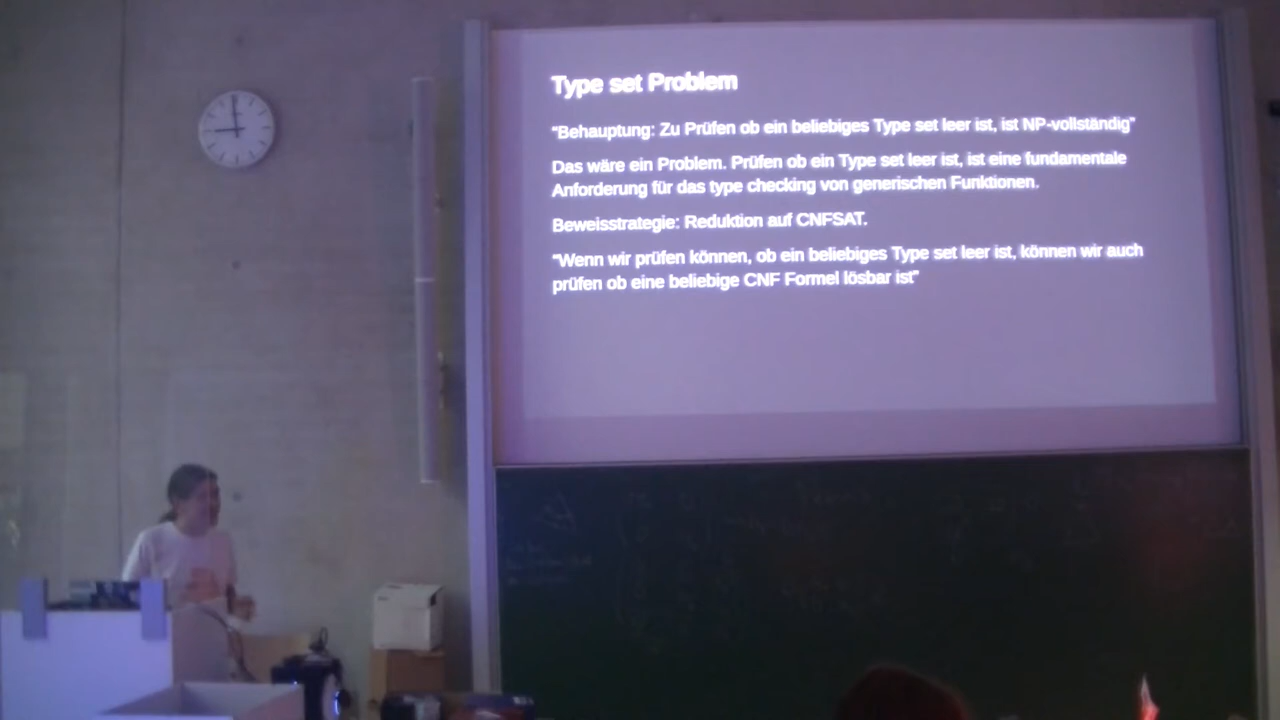 Type set Problem
“Behauptung: Zu Prüfen ob ein beliebiges Type set leer ist, ist NP-vollständig”
Das wäre ein Problem. Prüfen ob ein Type set leer ist, ist eine fundamentale
Anforderung für das type checking von generischen Funktionen.
Beweisstrategie: Reduktion auf CNFSAT.
“Wenn wir prüfen können, ob ein beliebiges Type set leer ist, können wir auch
prüfen ob eine beliebige CNF Formel lösbar ist”